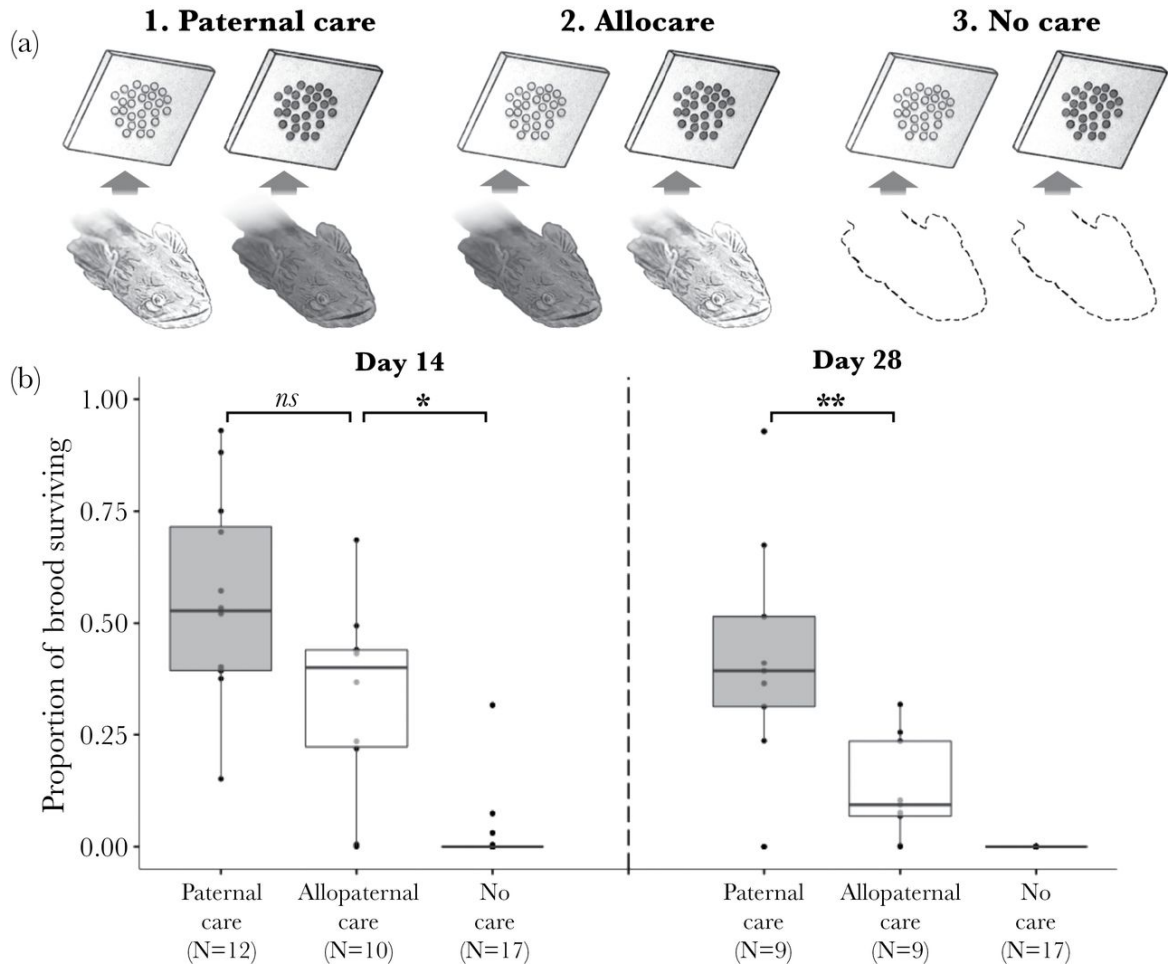 (a)
1. Paternal care 2. Allocare 3. No care
(b)
Day 14 Day 28
Proportion of brood surviving
1.00
0.75
0.50
0.25
0.00
ns * **
Paternal care (N=12)
Allopaternal care (N=10)
No care (N=17)
Paternal care (N=9)
Allopaternal care (N=9)
No care (N=17)